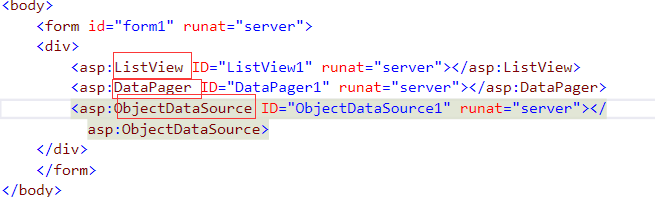 <body>
<form id="form1" runat="server">
<div>
<asp:ListView ID="ListView1" runat="server"></asp:ListView>
<asp:DataPager ID="DataPager1" runat="server"></asp:DataPager>
<asp:ObjectDataSource ID="ObjectDataSource1" runat="server"></
asp:ObjectDataSource>
</div>
</form>
</body>